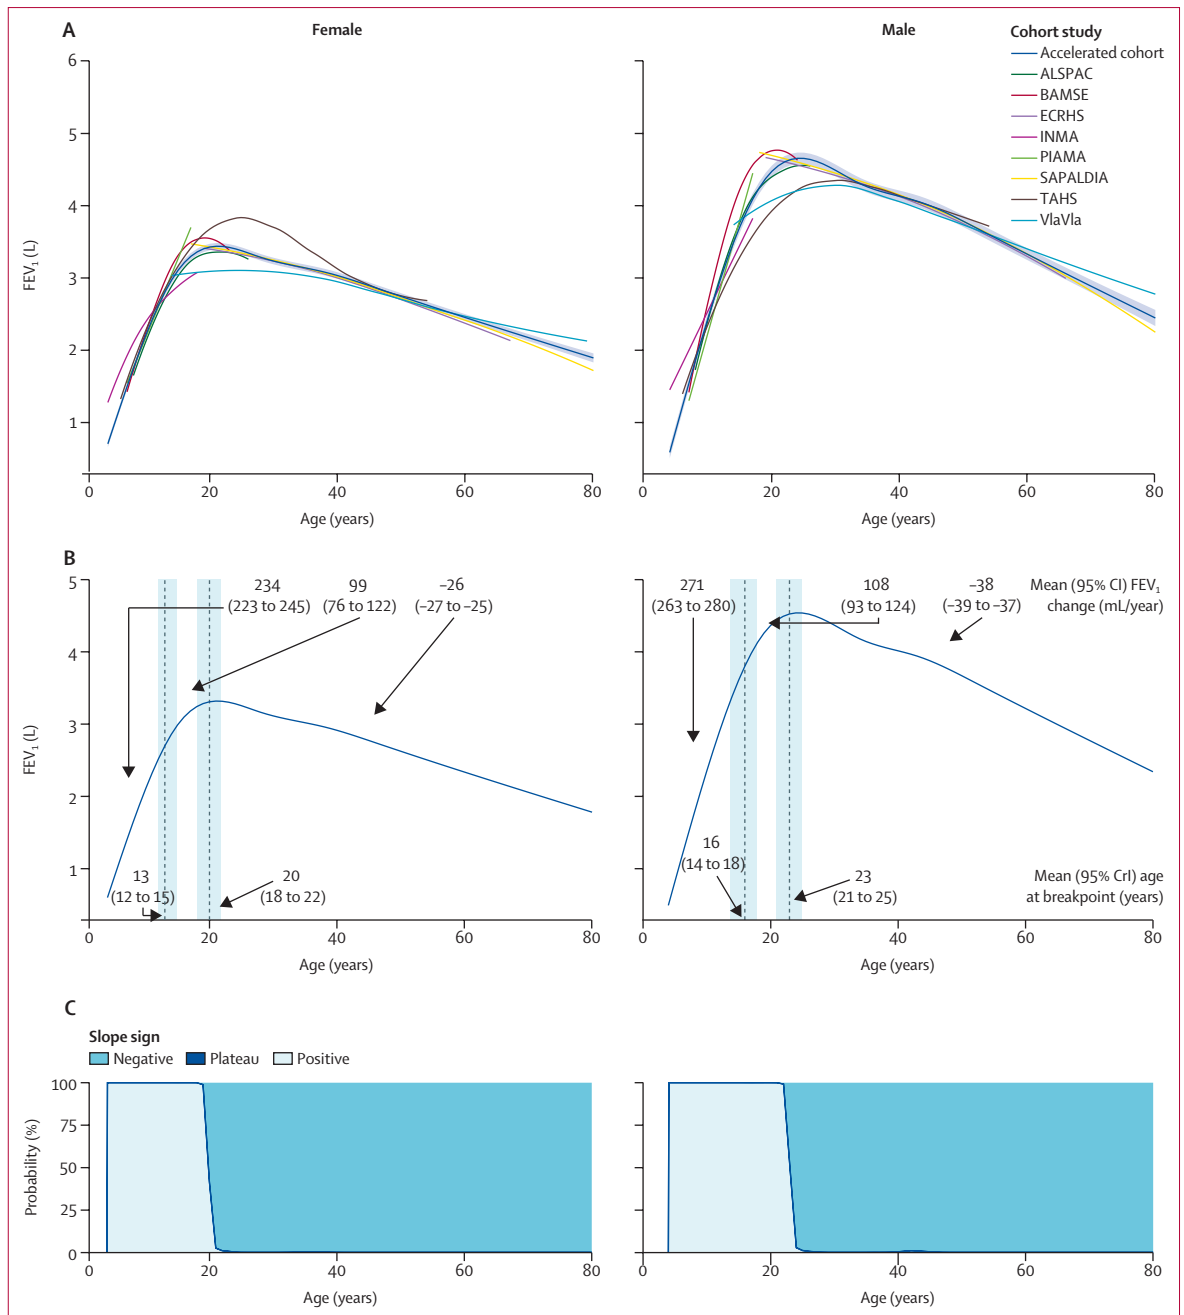 A
Female
Male
Cohort study
Accelerated cohort
ALSPAC
BAMSE
ECRHS
INMA
PIAMA
SAPALDIA
TAHS
VlaVla
FEV₁ (L)
6
5
4
3
2
1
0 20 40 60 80
Age (years)
0 20 40 60 80
Age (years)
B
FEV₁ (L)
5
4
3
2
1
234
(223 to 245)
99
(76 to 122)
–26
(–27 to –25)
13
(12 to 15)
20
(18 to 22)
0 20 40 60 80
Age (years)
271
(263 to 280)
108
(93 to 124)
–38
(–39 to –37)
Mean (95% CI) FEV₁
change (mL/year)
16
(14 to 18)
23
(21 to 25)
Mean (95% CrI) age
at breakpoint (years)
0 20 40 60 80
Age (years)
C
Slope sign
Negative Plateau Positive
Probability (%)
100
75
50
25
0
0 20 40 60 80
Age (years)
0 20 40 60 80
Age (years)